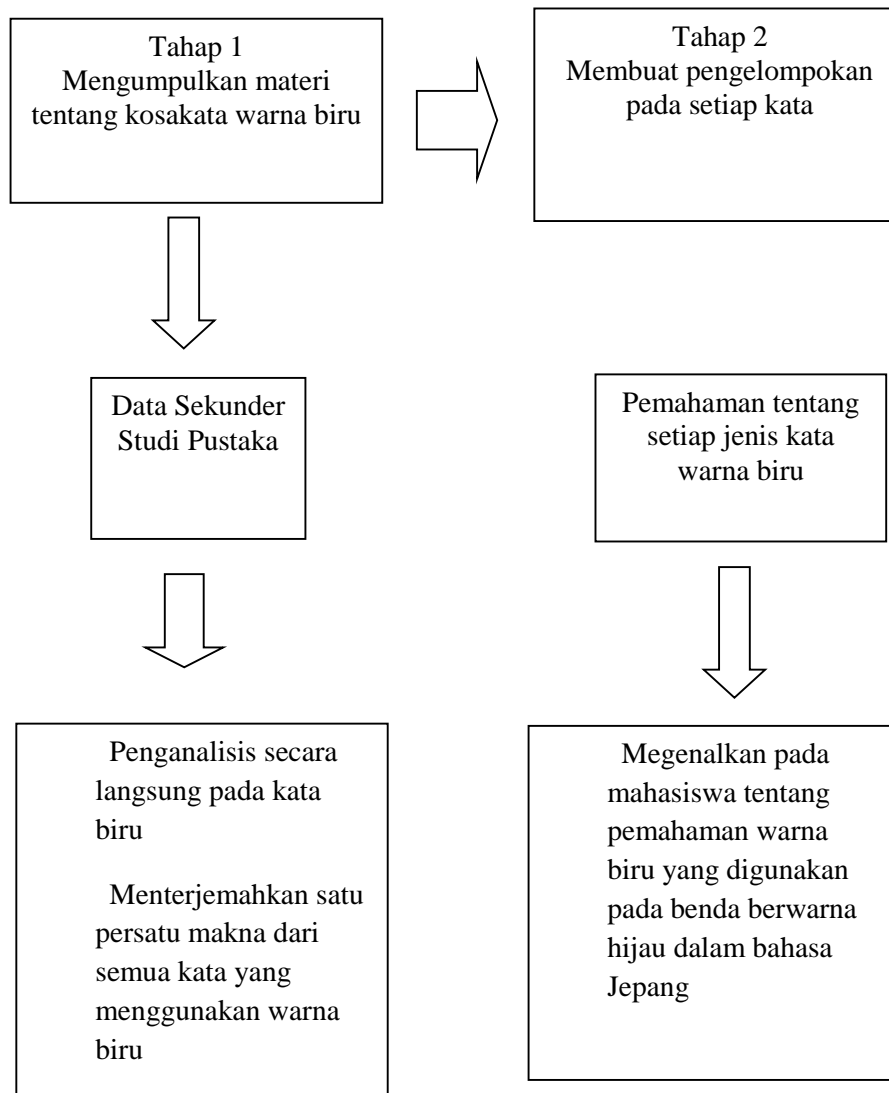 Tahap 1
Mengumpulkan materi
tentang kosakata warna biru
Tahap 2
Membuat pengelompokan
pada setiap kata
Data Sekunder
Studi Pustaka
Pemahaman tentang
setiap jenis kata
warna biru
Penganalisis secara
langsung pada kata
biru
Menterjemahkan satu
persatu makna dari
semua kata yang
menggunakan warna
biru
Megenalkan pada
mahasiswa tentang
pemahaman warna
biru yang digunakan
pada benda berwarna
hijau dalam bahasa
Jepang